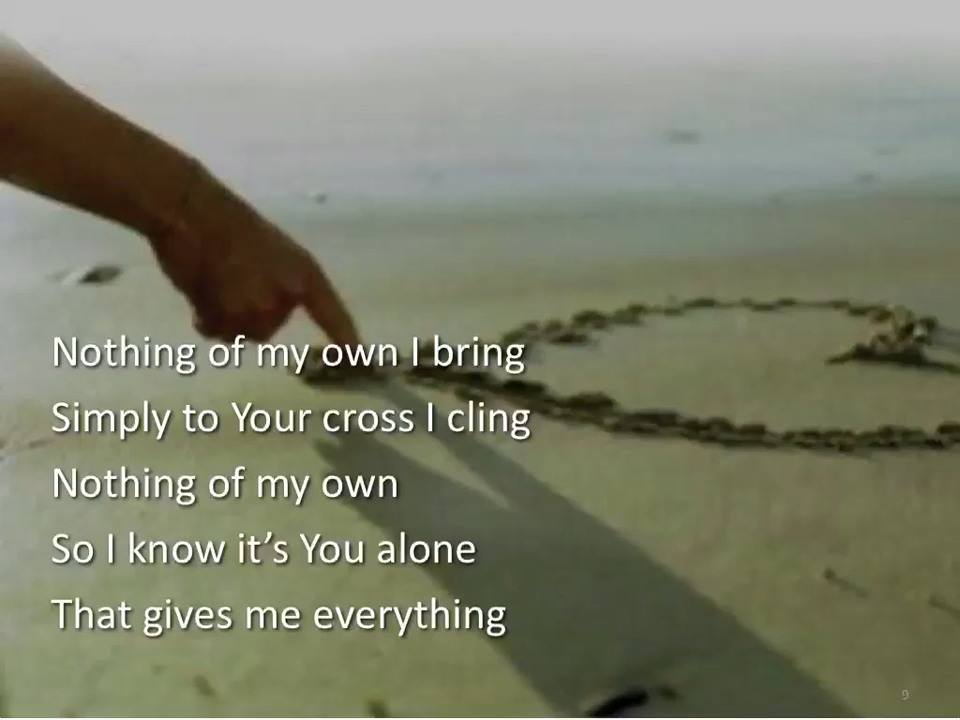 Nothing of my own I bring
Simply to Your cross I cling
Nothing of my own
So I know it’s You alone
That gives me everything
9